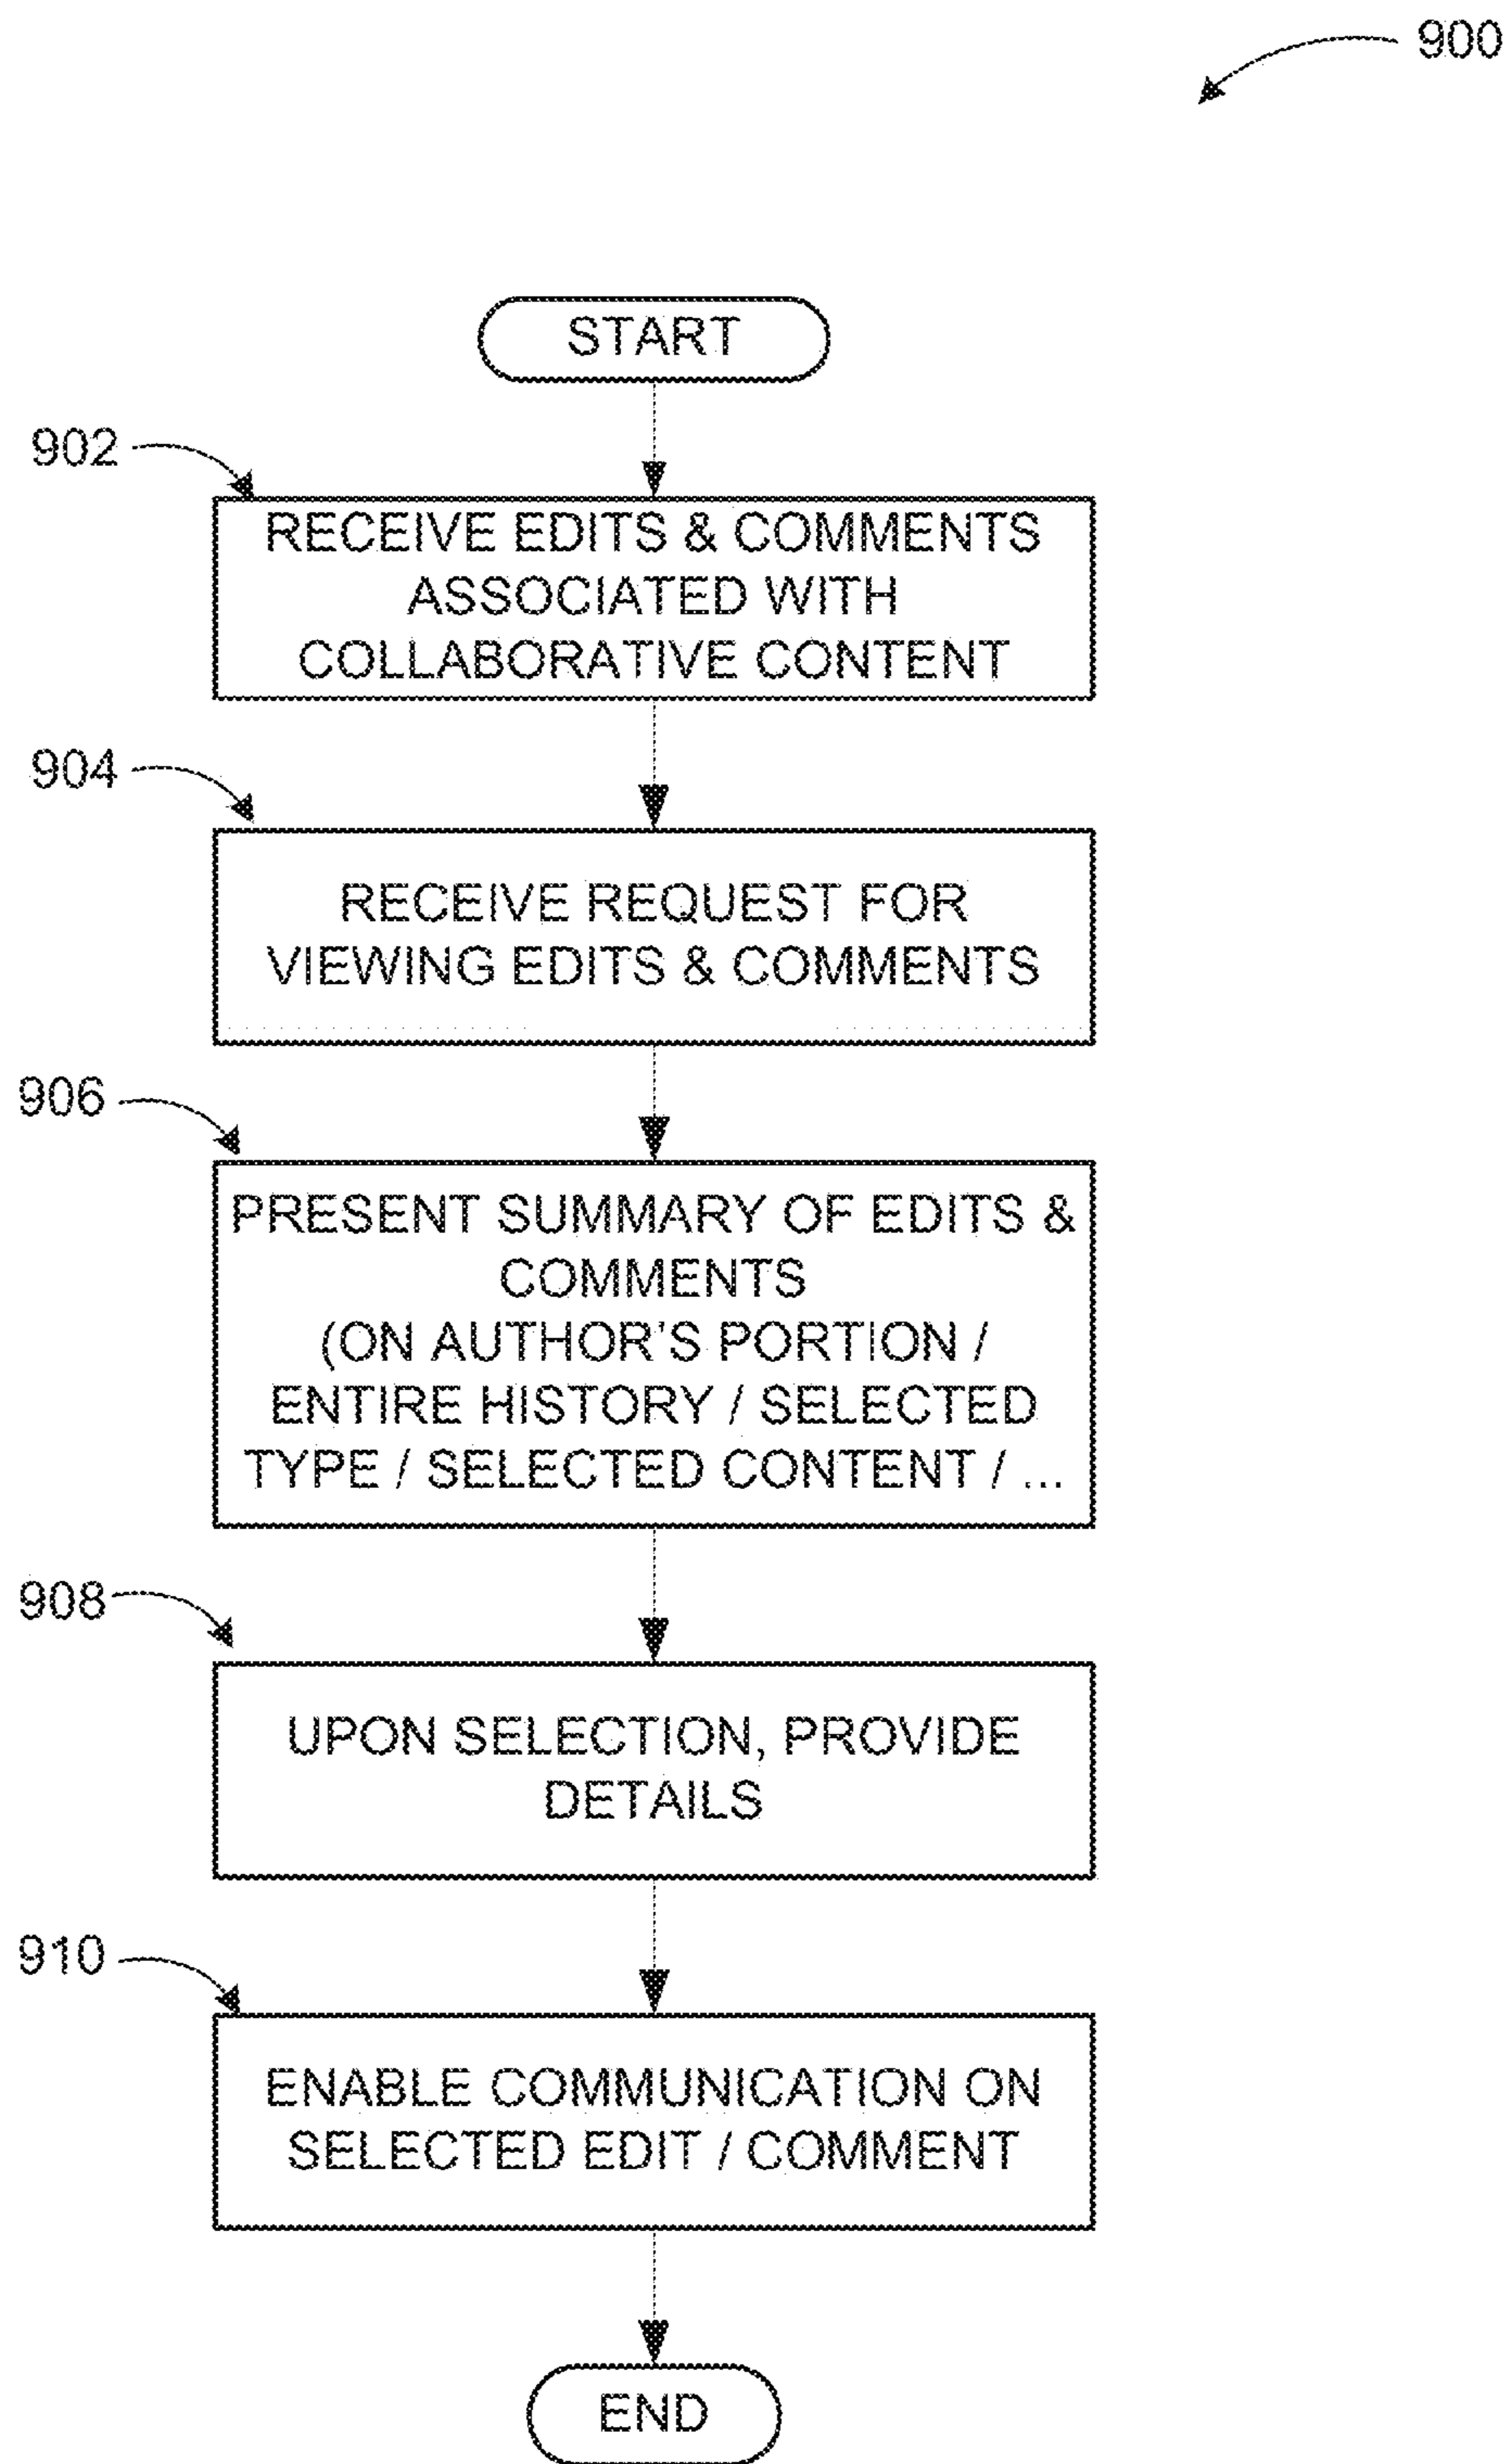 900
START
902
RECEIVE EDITS & COMMENTS
ASSOCIATED WITH
COLLABORATIVE CONTENT
904
RECEIVE REQUEST FOR
VIEWING EDITS & COMMENTS
906
PRESENT SUMMARY OF EDITS &
COMMENTS
(ON AUTHOR'S PORTION /
ENTIRE HISTORY / SELECTED
TYPE / SELECTED CONTENT / ...
908
UPON SELECTION, PROVIDE
DETAILS
910
ENABLE COMMUNICATION ON
SELECTED EDIT / COMMENT
END